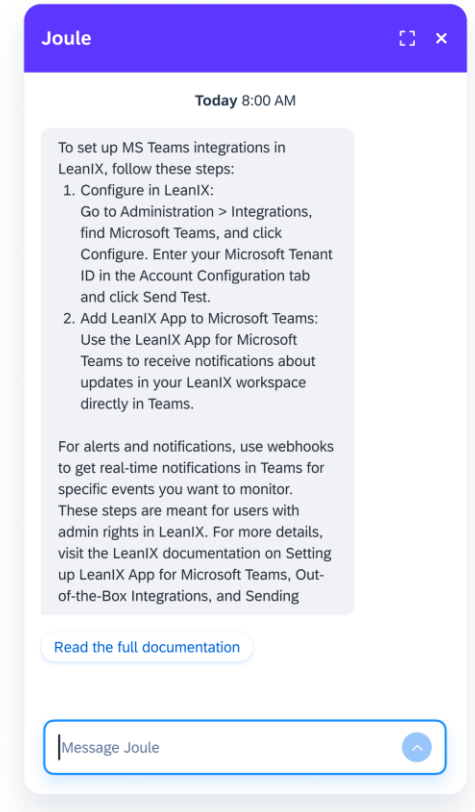 Joule
Today 8:00 AM
To set up MS Teams integrations in
LeanIX, follow these steps:
1. Configure in LeanIX:
Go to Administration > Integrations,
find Microsoft Teams, and click
Configure. Enter your Microsoft Tenant
ID in the Account Configuration tab
and click Send Test.
2. Add LeanIX App to Microsoft Teams:
Use the LeanIX App for Microsoft
Teams to receive notifications about
updates in your LeanIX workspace
directly in Teams.
For alerts and notifications, use webhooks
to get real-time notifications in Teams for
specific events you want to monitor.
These steps are meant for users with
admin rights in LeanIX. For more details,
visit the LeanIX documentation on Setting
up LeanIX App for Microsoft Teams, Out-
of-the-Box Integrations, and Sending
Read the full documentation
Message Joule